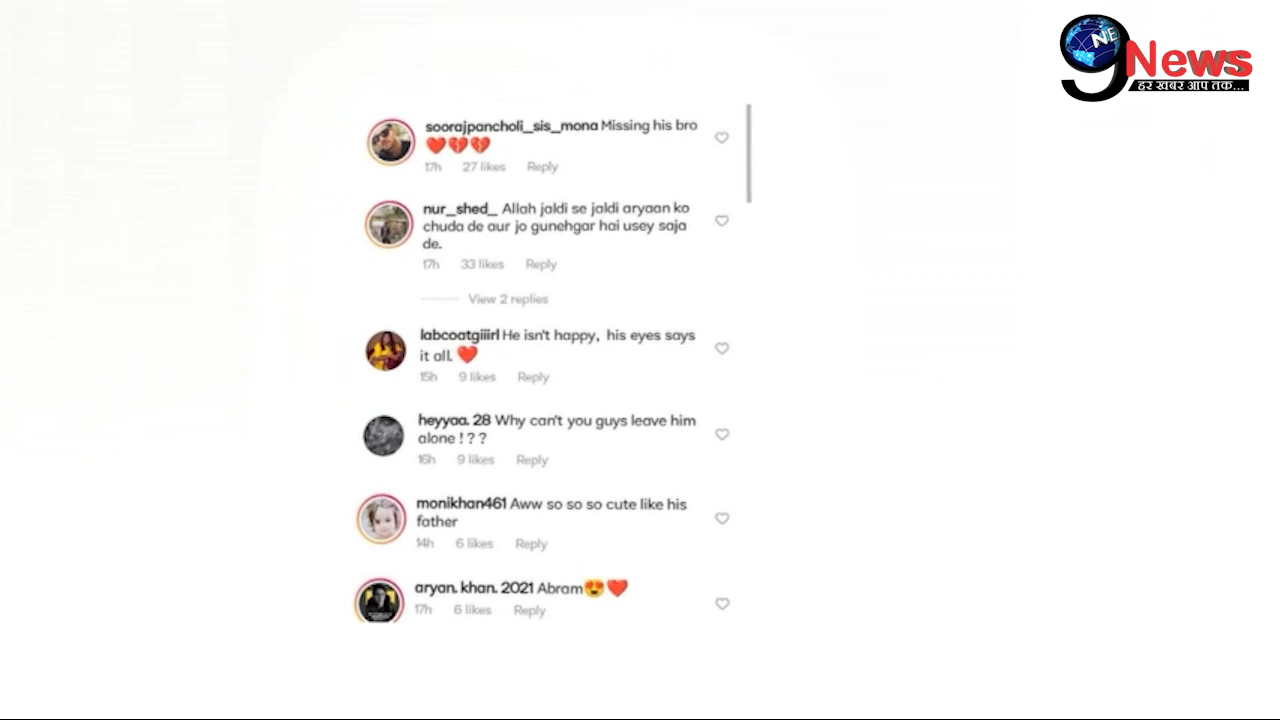 9 News
NE
हर खबर आप तक...
soorajpancholi_sis_mona Missing his bro
❤️💔💔
17h 27 likes Reply
nur_shed_ Allah jaldi se jaldi aryaan ko
chuda de aur jo gunehgar hai usey saja
de.
17h 33 likes Reply
View 2 replies
labcoatgiiirl He isn't happy, his eyes says
it all. ❤️
15h 9 likes Reply
heyyaa. 28 Why can't you guys leave him
alone ! ? ?
16h 9 likes Reply
monikhan461 Aww so so so cute like his
father
14h 6 likes Reply
aryan. khan. 2021 Abram😍❤️
17h 6 likes Reply